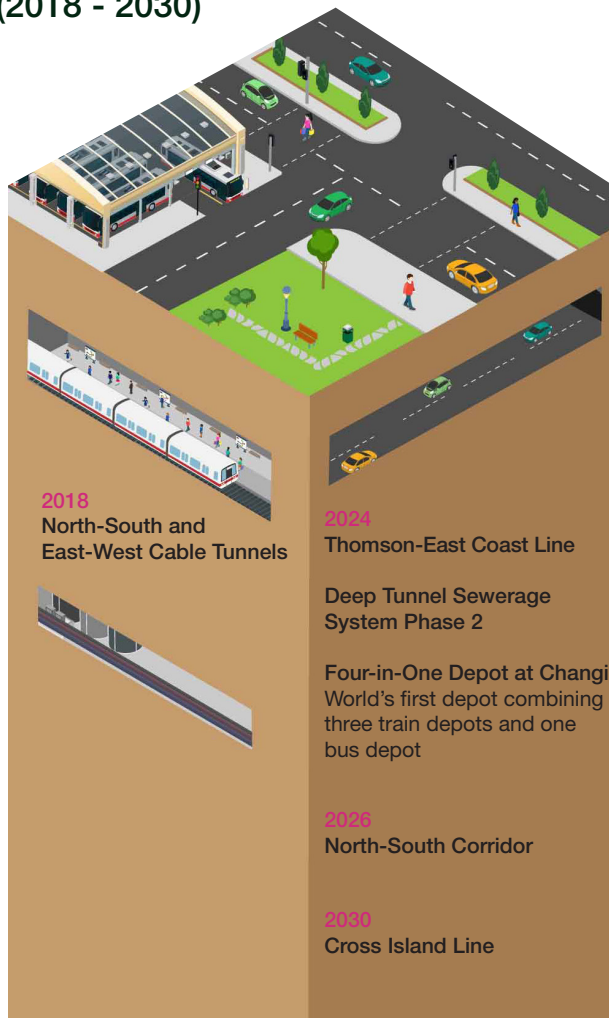 (2018 - 2030)
2018
North-South and
East-West Cable Tunnels
2024
Thomson-East Coast Line
Deep Tunnel Sewerage
System Phase 2
Four-in-One Depot at Changi
World's first depot combining
three train depots and one
bus depot
2026
North-South Corridor
2030
Cross Island Line